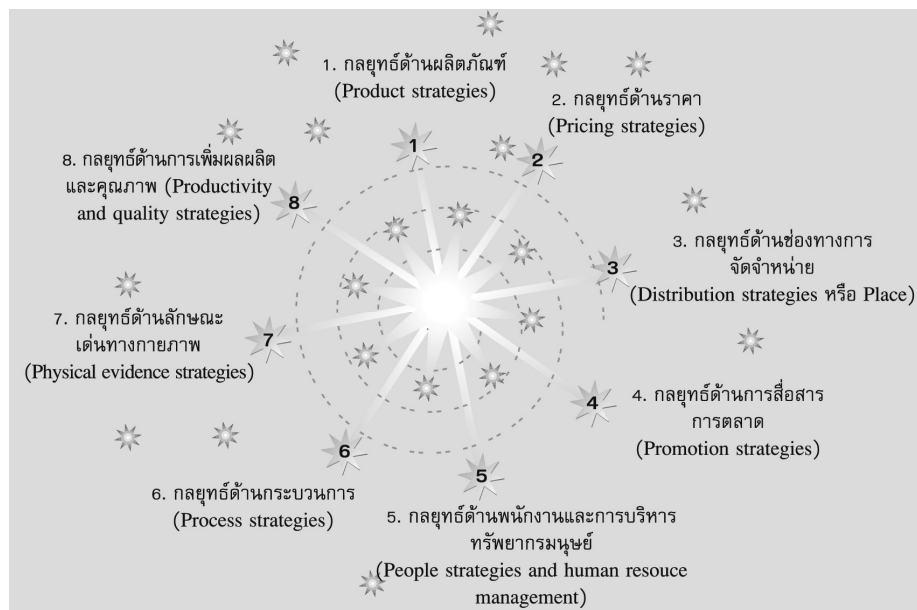 1. กลยุทธ์ด้านผลิตภัณฑ์
(Product strategies)
2. กลยุทธ์ด้านราคา
(Pricing strategies)
3. กลยุทธ์ด้านช่องทางการ
จัดจำหน่าย
(Distribution strategies หรือ Place)
4. กลยุทธ์ด้านการสื่อสาร
การตลาด
(Promotion strategies)
5. กลยุทธ์ด้านพนักงานและการบริหาร
ทรัพยากรมนุษย์
(People strategies and human resouce
management)
6. กลยุทธ์ด้านกระบวนการ
(Process strategies)
7. กลยุทธ์ด้านลักษณะ
เด่นทางกายภาพ
(Physical evidence strategies)
8. กลยุทธ์ด้านการเพิ่มผลผลิต
และคุณภาพ (Productivity
and quality strategies)
1
2
3
4
5
6
7
8